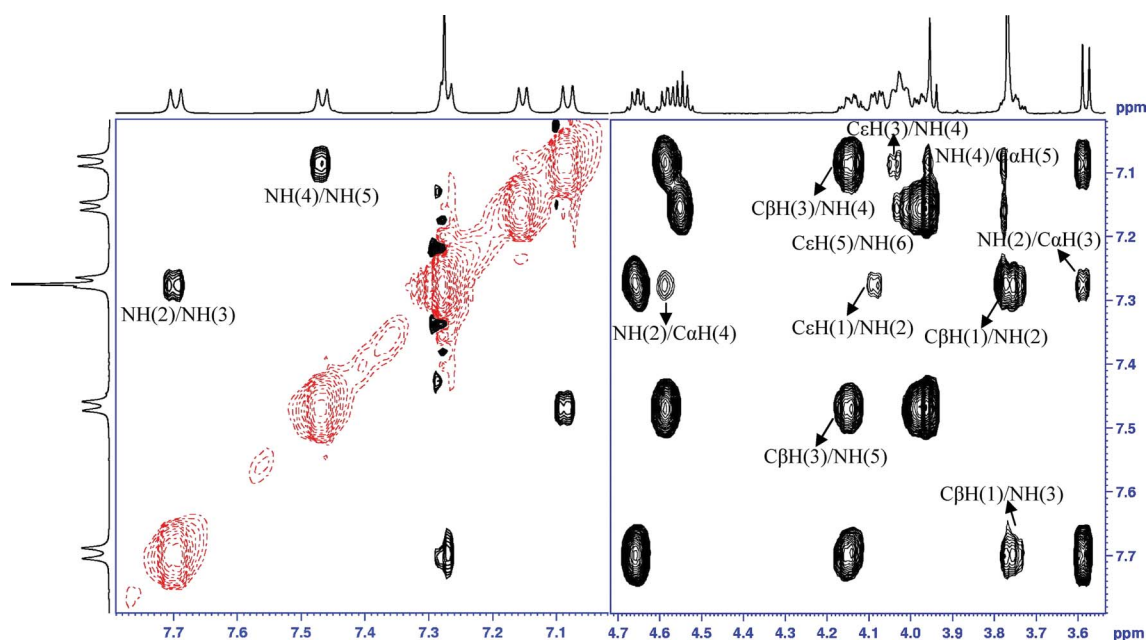 ppm
CεH(3)/NH(4)
NH(4)/CαH(5)
7.1
NH(4)/NH(5)
CβH(3)/NH(4)
7.2
CεH(5)/NH(6)
NH(2)/CαH(3)
NH(2)/NH(3)
7.3
NH(2)/CαH(4)
CεH(1)/NH(2)
CβH(1)/NH(2)
7.4
7.5
CβH(3)/NH(5)
7.6
CβH(1)/NH(3)
7.7
7.7 7.6 7.5 7.4 7.3 7.2 7.1 4.7 4.6 4.5 4.4 4.3 4.2 4.1 4.0 3.9 3.8 3.7 3.6 ppm